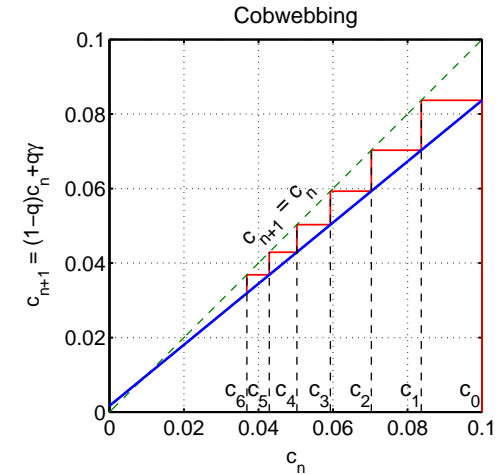 Cobwebbing
c_{n+1} = (1−q)c_n+qγ
0.1
0.08
0.06
0.04
0.02
0
c_{n+1} = c_n
c_6 c_5 c_4 c_3 c_2 c_1 c_0
0 0.02 0.04 0.06 0.08 0.1
c_n